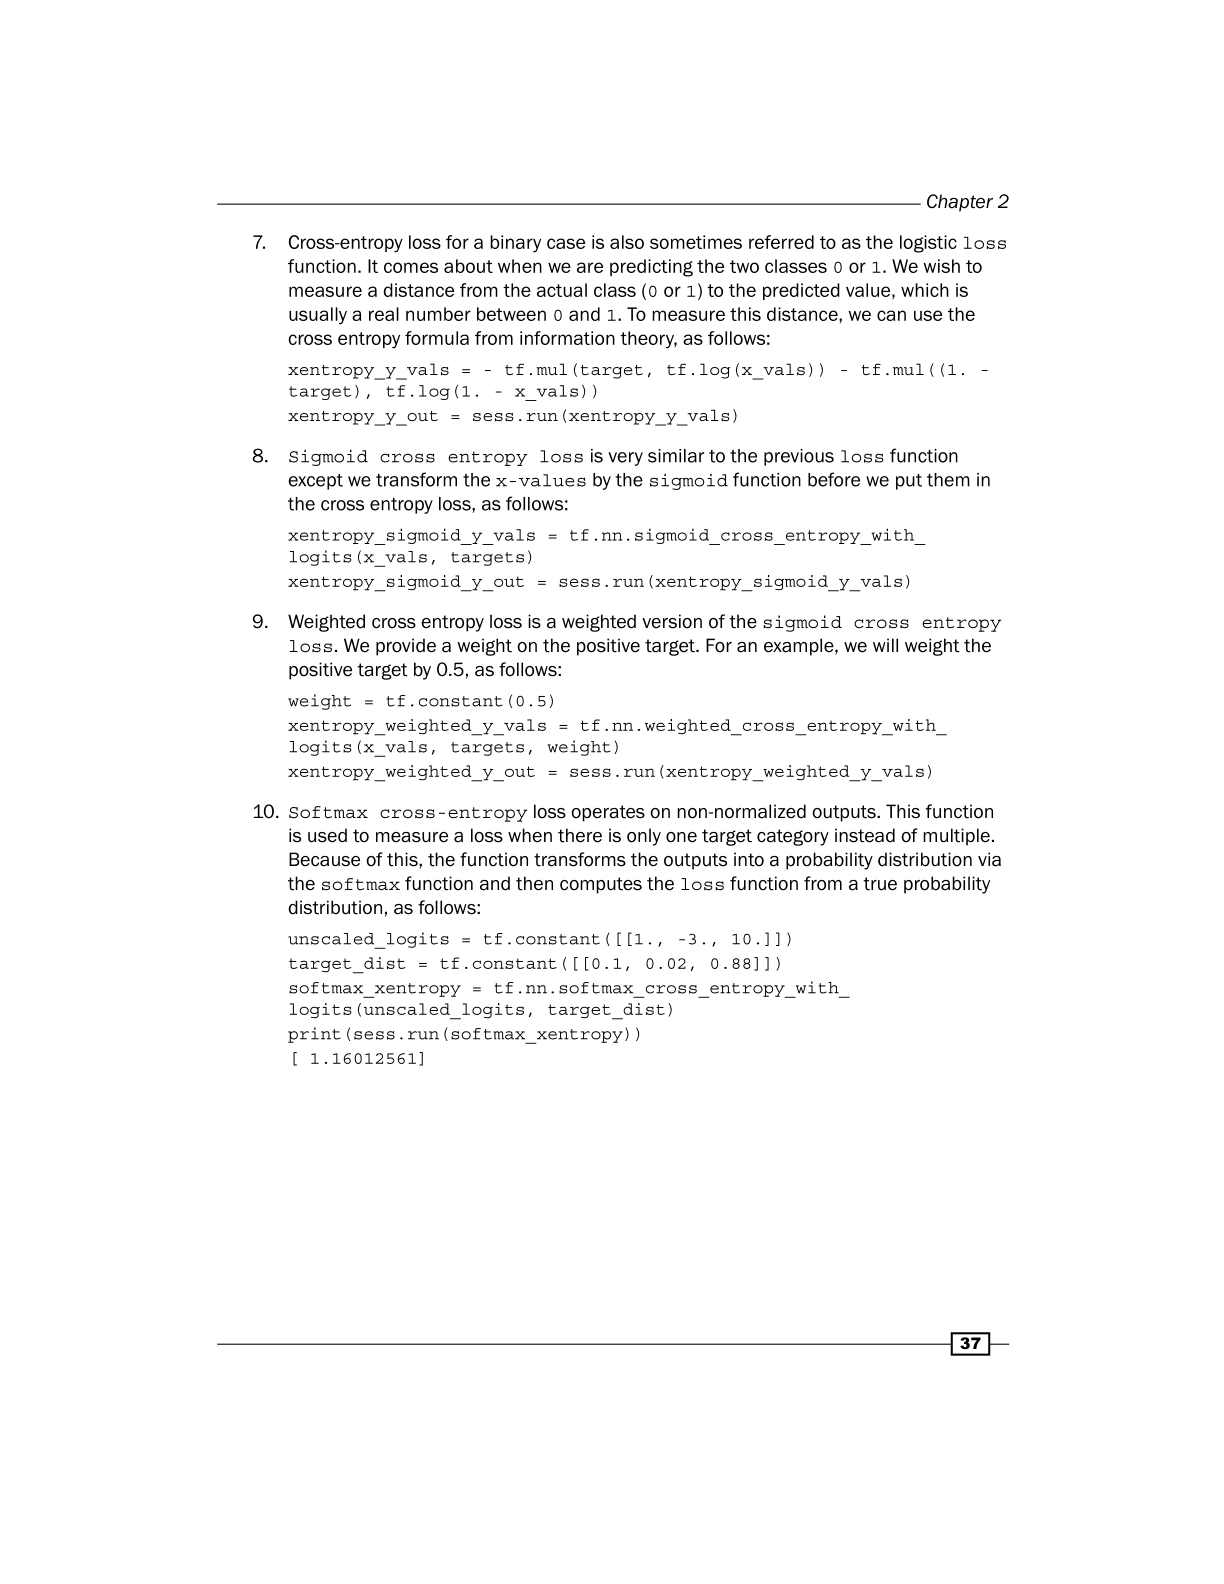 Chapter 2
7. Cross-entropy loss for a binary case is also sometimes referred to as the logistic loss
function. It comes about when we are predicting the two classes 0 or 1. We wish to
measure a distance from the actual class (0 or 1) to the predicted value, which is
usually a real number between 0 and 1. To measure this distance, we can use the
cross entropy formula from information theory, as follows:
xentropy_y_vals = - tf.mul(target, tf.log(x_vals)) - tf.mul((1. -
target), tf.log(1. - x_vals))
xentropy_y_out = sess.run(xentropy_y_vals)
8. Sigmoid cross entropy loss is very similar to the previous loss function
except we transform the x-values by the sigmoid function before we put them in
the cross entropy loss, as follows:
xentropy_sigmoid_y_vals = tf.nn.sigmoid_cross_entropy_with_
logits(x_vals, targets)
xentropy_sigmoid_y_out = sess.run(xentropy_sigmoid_y_vals)
9. Weighted cross entropy loss is a weighted version of the sigmoid cross entropy
loss. We provide a weight on the positive target. For an example, we will weight the
positive target by 0.5, as follows:
weight = tf.constant(0.5)
xentropy_weighted_y_vals = tf.nn.weighted_cross_entropy_with_
logits(x_vals, targets, weight)
xentropy_weighted_y_out = sess.run(xentropy_weighted_y_vals)
10. Softmax cross-entropy loss operates on non-normalized outputs. This function
is used to measure a loss when there is only one target category instead of multiple.
Because of this, the function transforms the outputs into a probability distribution via
the softmax function and then computes the loss function from a true probability
distribution, as follows:
unscaled_logits = tf.constant([[1., -3., 10.]])
target_dist = tf.constant([[0.1, 0.02, 0.88]])
softmax_xentropy = tf.nn.softmax_cross_entropy_with_
logits(unscaled_logits, target_dist)
print(sess.run(softmax_xentropy))
[ 1.16012561]
37